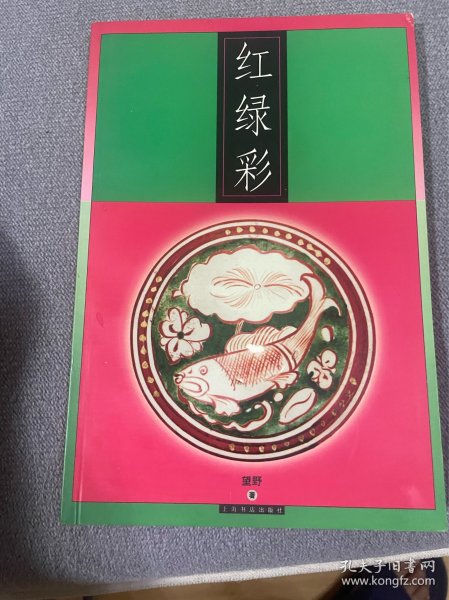 红绿彩
望野
著
上海书店出版社
孔夫子旧书网
www.kongfz.com